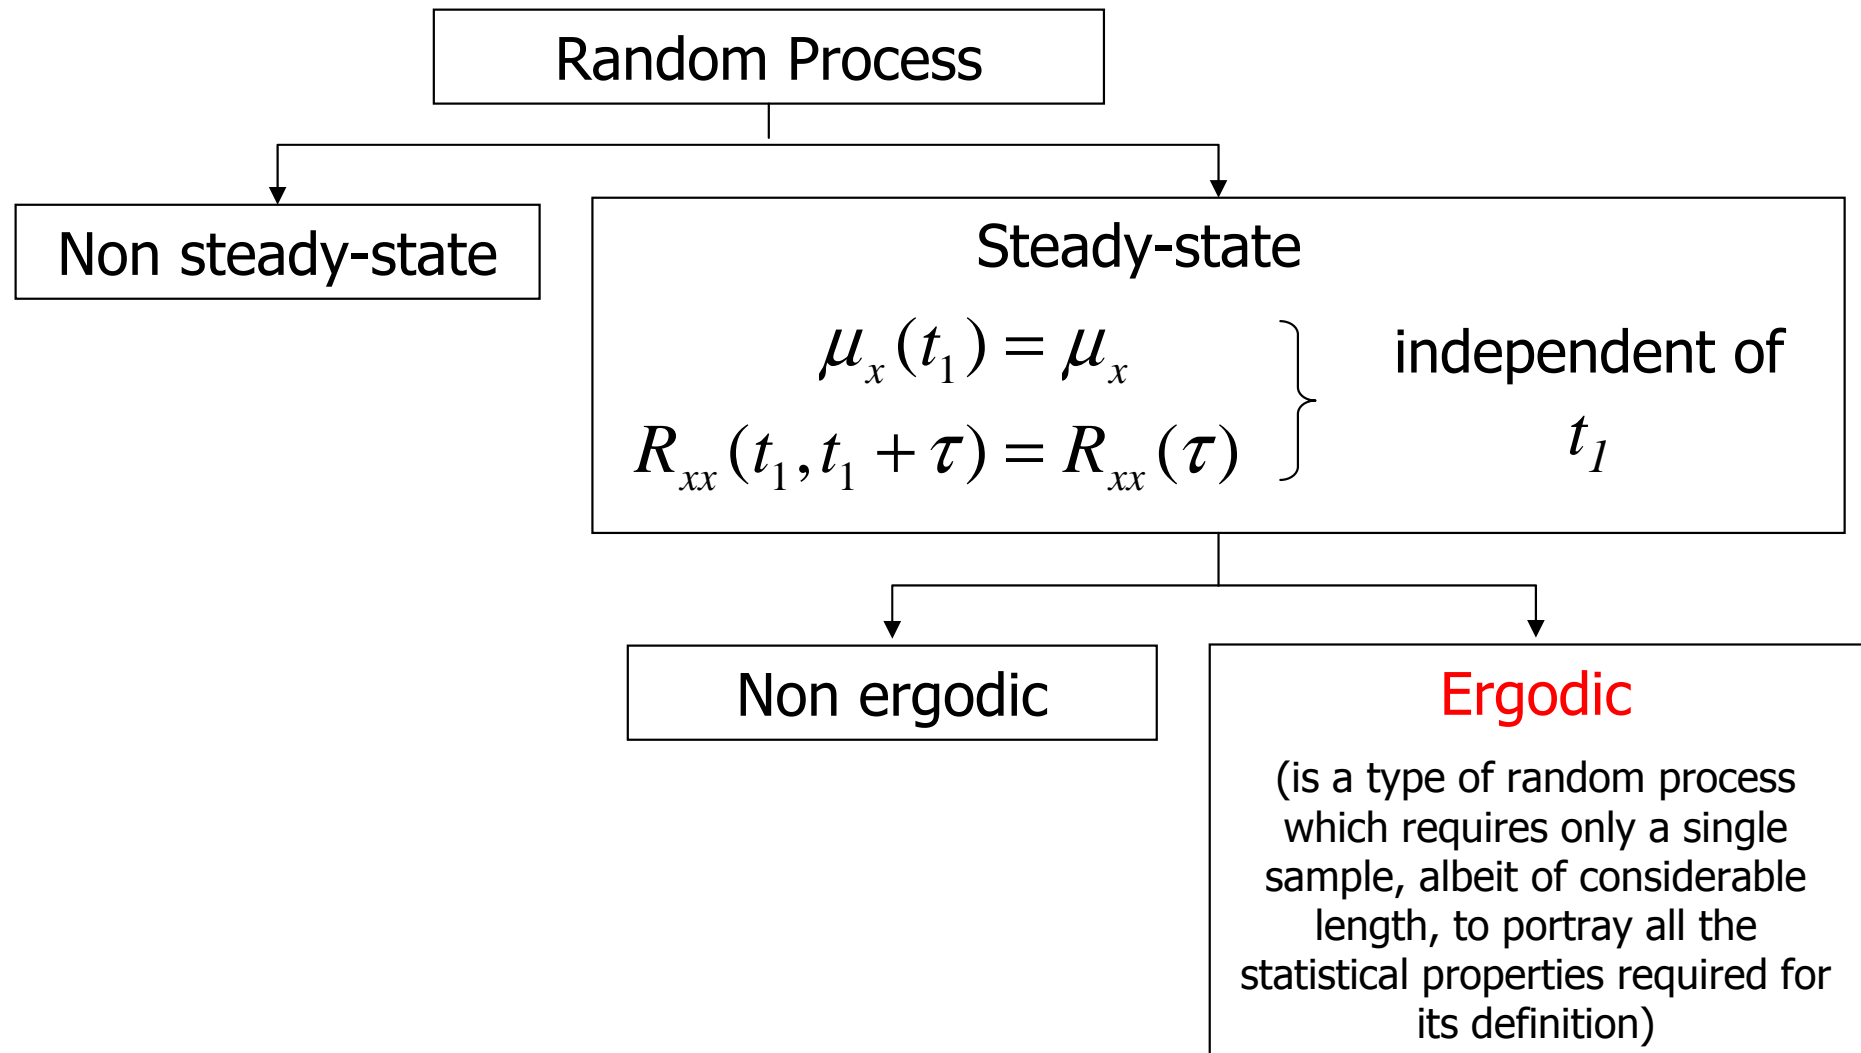 Random Process
Non steady-state
Steady-state
μₓ(t₁) = μₓ
Rₓₓ(t₁, t₁ + τ) = Rₓₓ(τ)
independent of
t₁
Non ergodic
Ergodic
(is a type of random process
which requires only a single
sample, albeit of considerable
length, to portray all the
statistical properties required for
its definition)